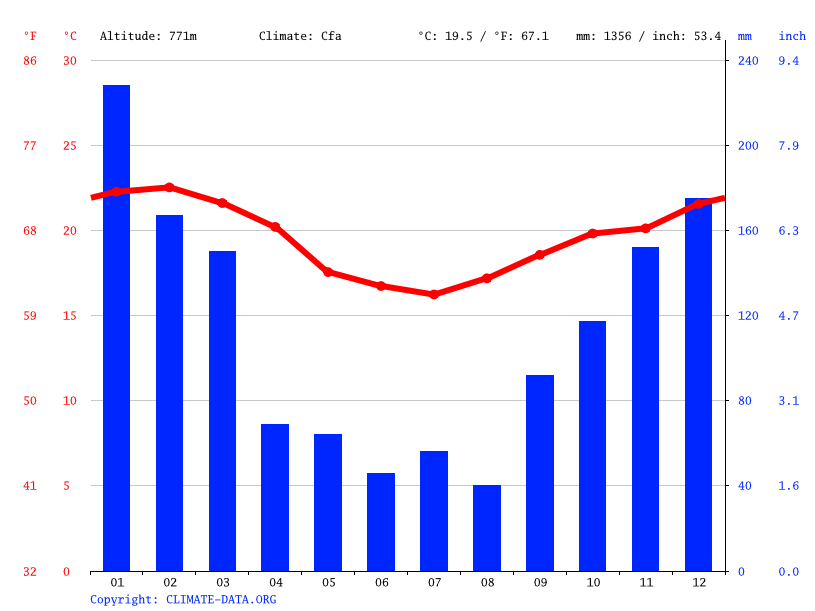 °F °C Altitude: 771m Climate: Cfa °C: 19.5 / °F: 67.1 mm: 1356 / inch: 53.4 mm inch
86 30 240 9.4
77 25 200 7.9
68 20 160 6.3
59 15 120 4.7
50 10 80 3.1
41 5 40 1.6
32 0 0 0.0
01 02 03 04 05 06 07 08 09 10 11 12
Copyright: CLIMATE-DATA.ORG